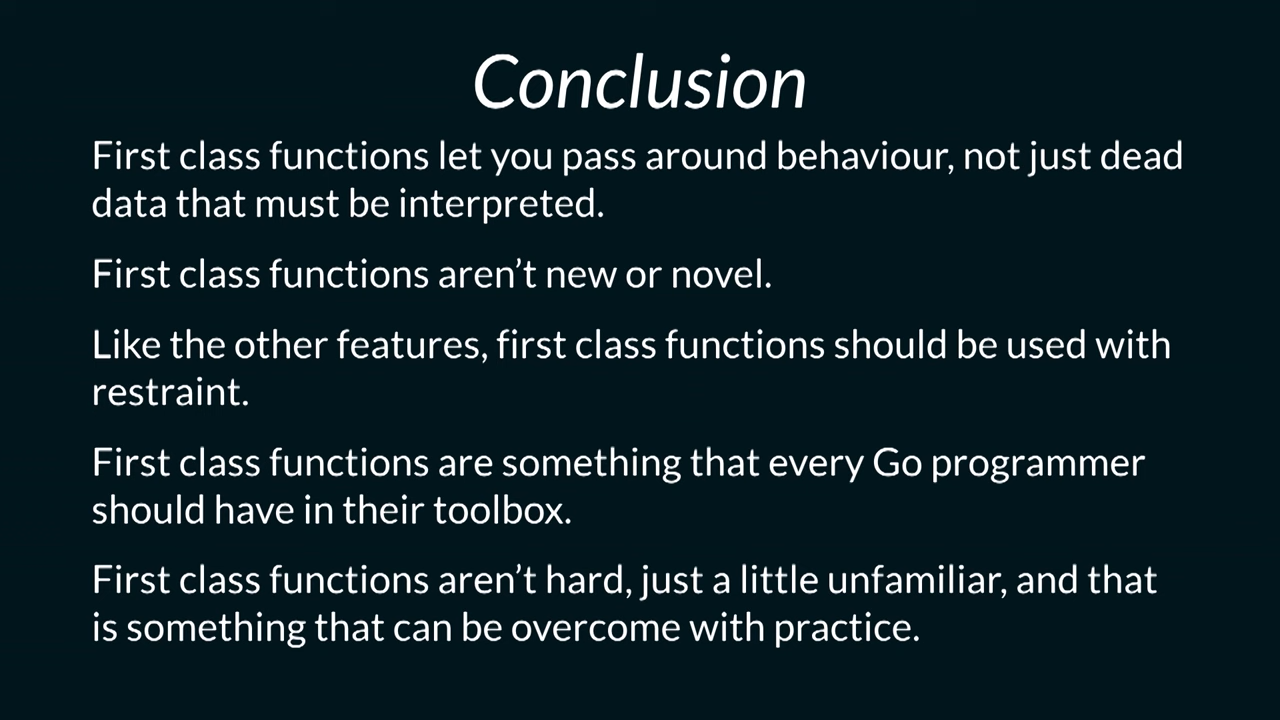 Conclusion
First class functions let you pass around behaviour, not just dead
data that must be interpreted.
First class functions aren’t new or novel.
Like the other features, first class functions should be used with
restraint.
First class functions are something that every Go programmer
should have in their toolbox.
First class functions aren’t hard, just a little unfamiliar, and that
is something that can be overcome with practice.